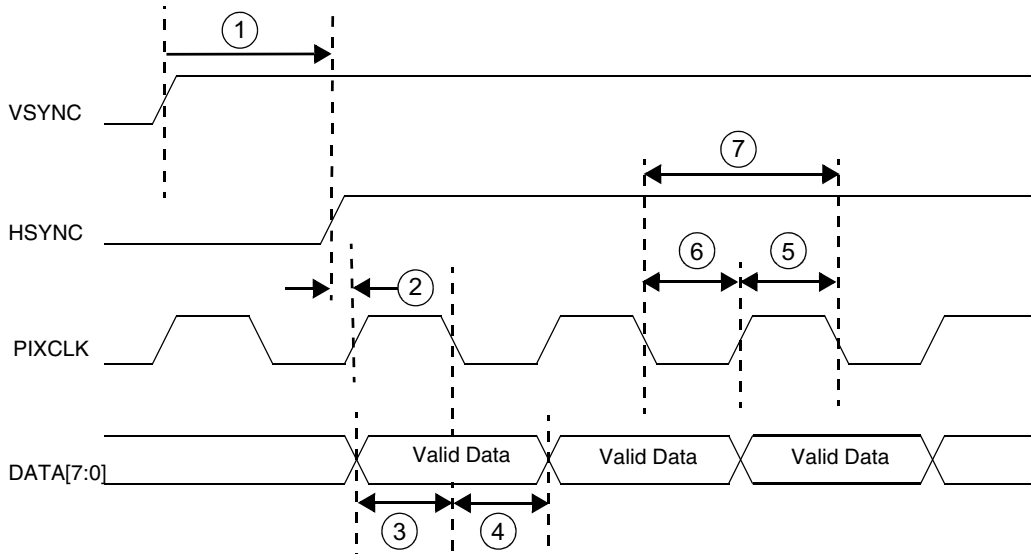 1
VSYNC
7
HSYNC
6
5
2
PIXCLK
Valid Data
Valid Data
Valid Data
DATA[7:0]
3
4